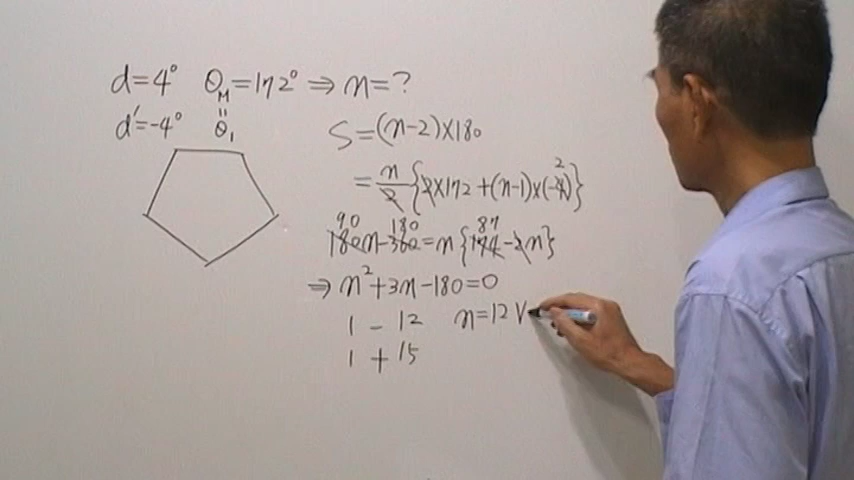 d=4° θM=172° ⇒ n=?
d'=-4° θ1
S=(n-2)×180
=n/2{2×172+(n-1)×(-4)}
2
90 180 87
180n-360=n{174-2n}
⇒ n²+3n-180=0
1 - 12 n=12 V
1 + 15